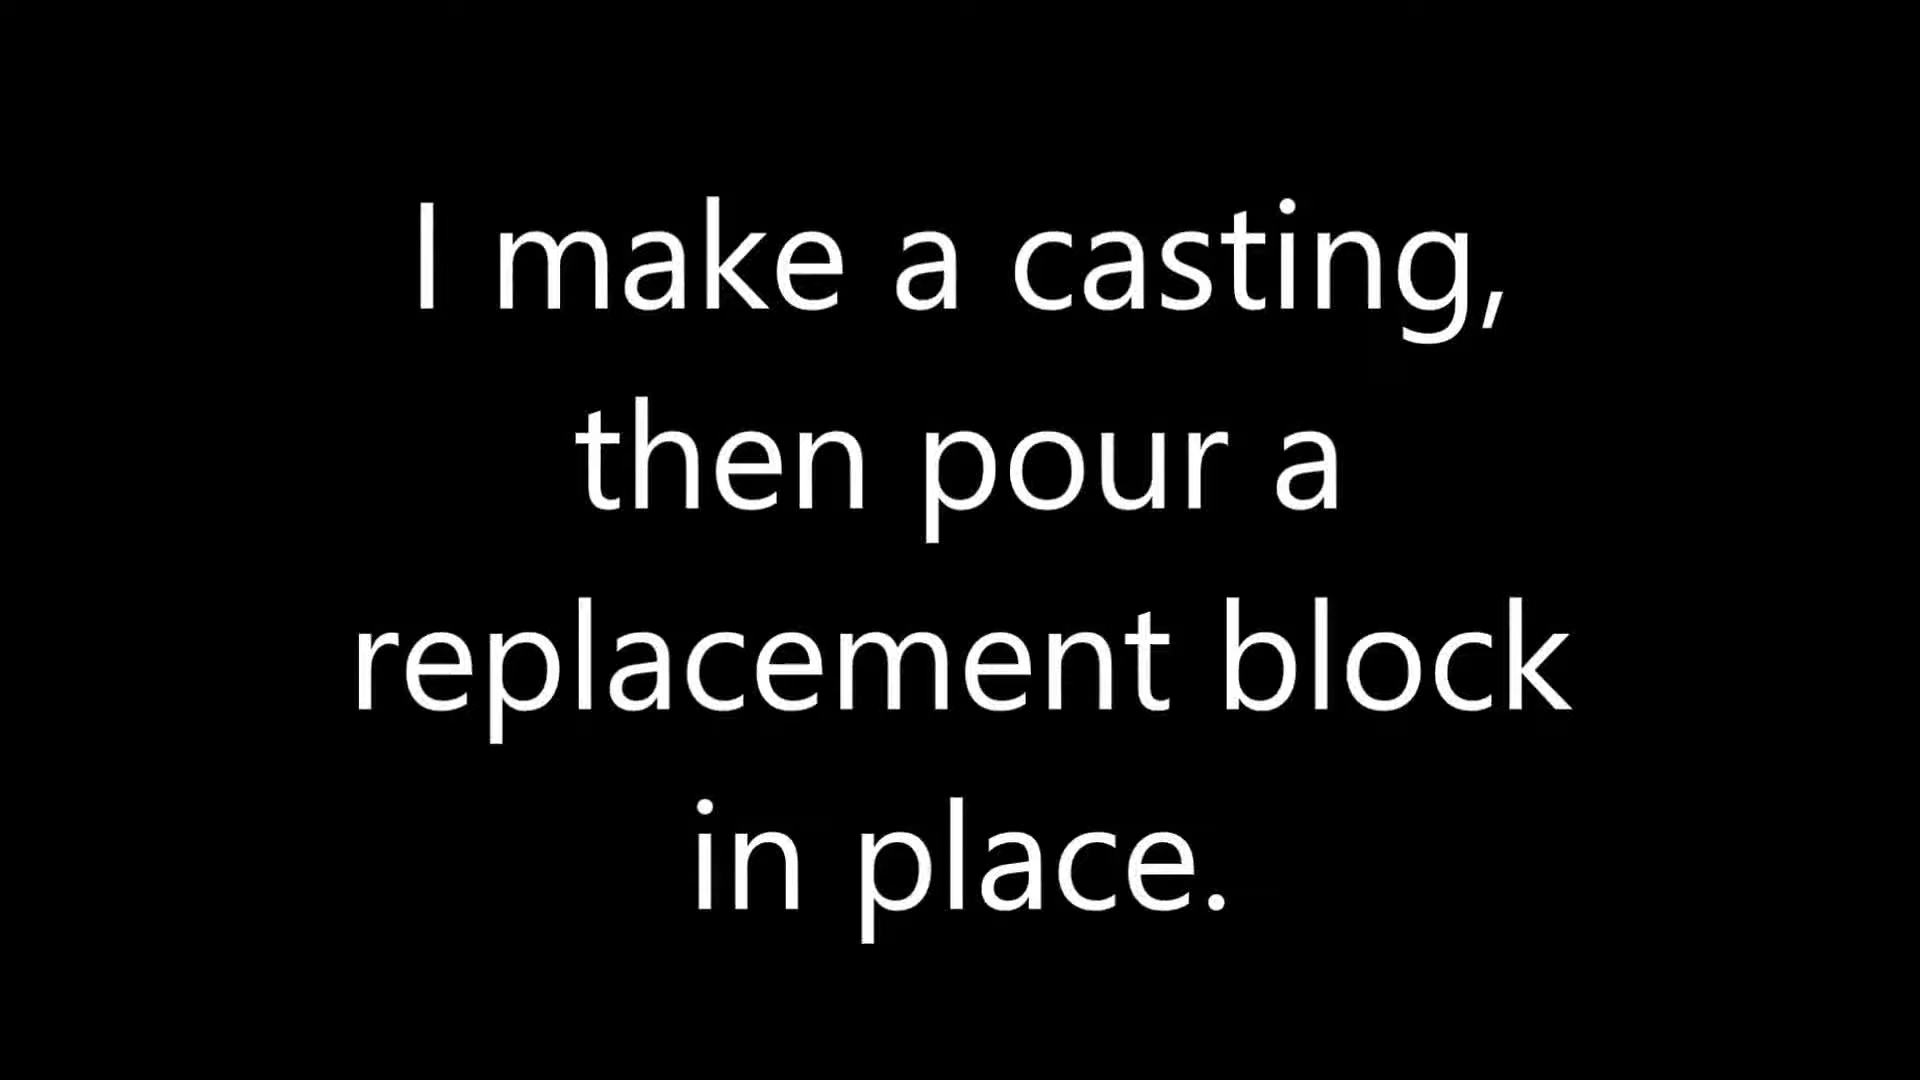 I make a casting,
then pour a
replacement block
in place.